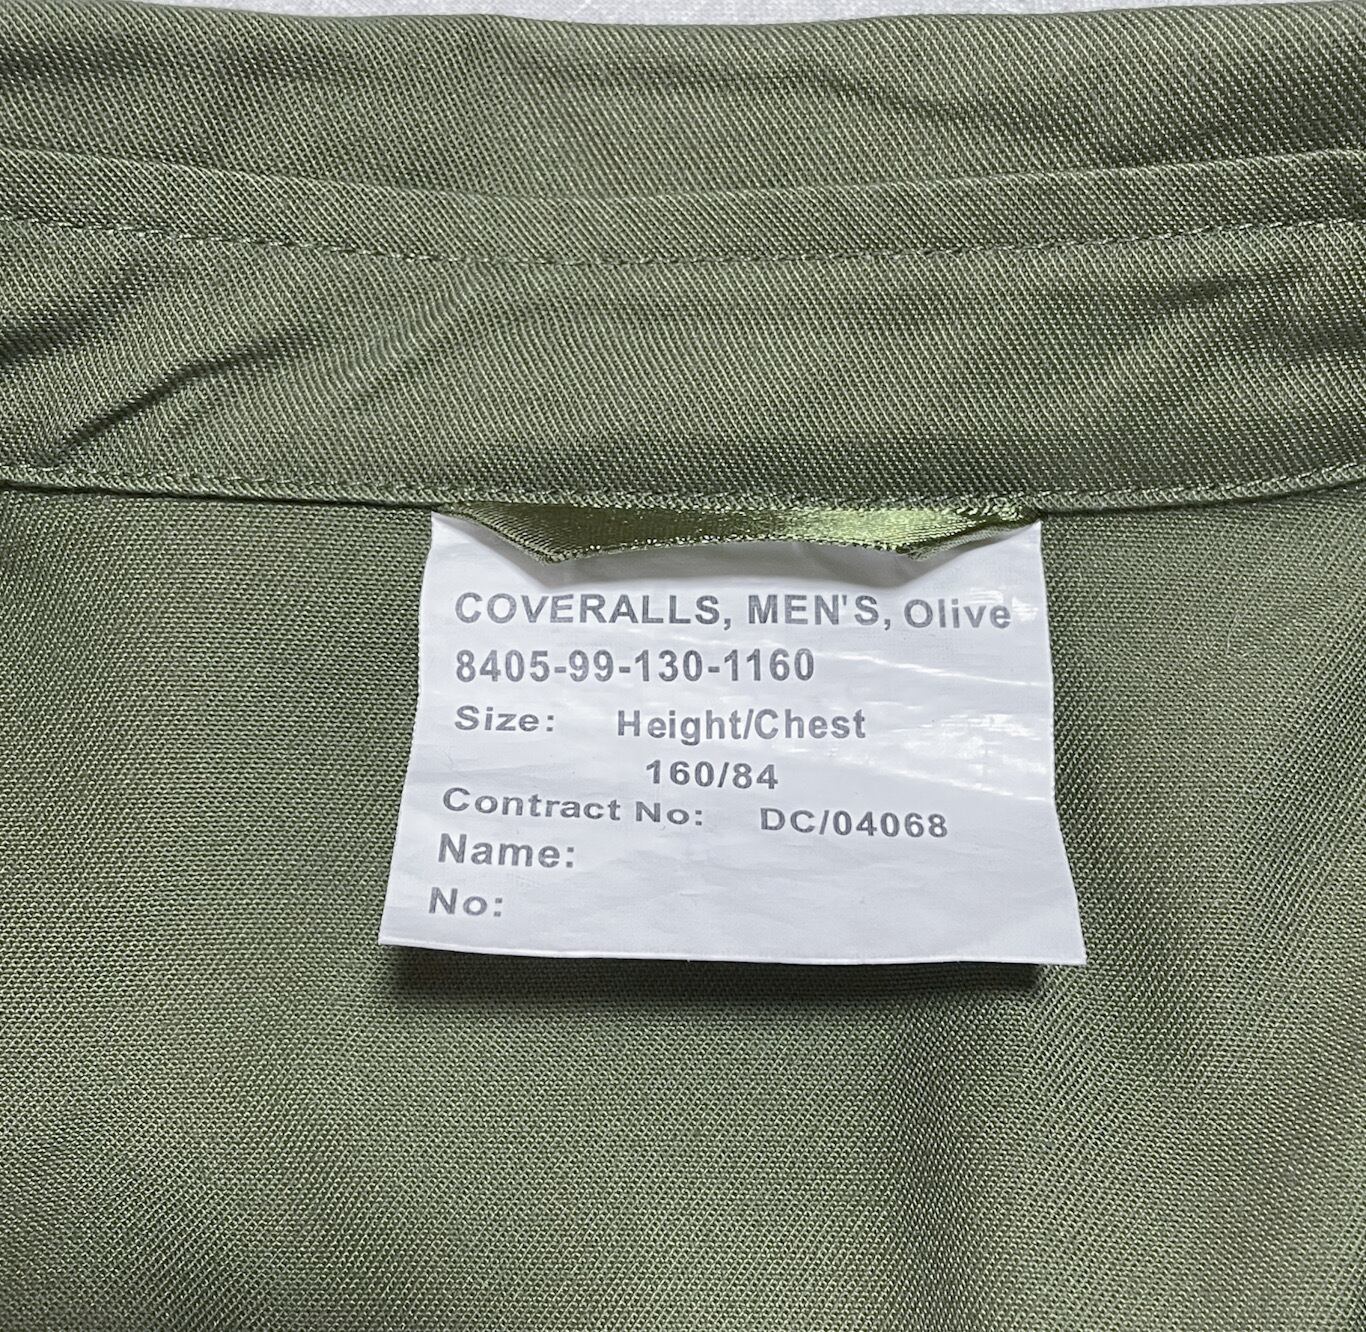 COVERALLS, MEN'S, Olive
8405-99-130-1160
Size: Height/Chest
160/84
Contract No: DC/04068
Name:
No: